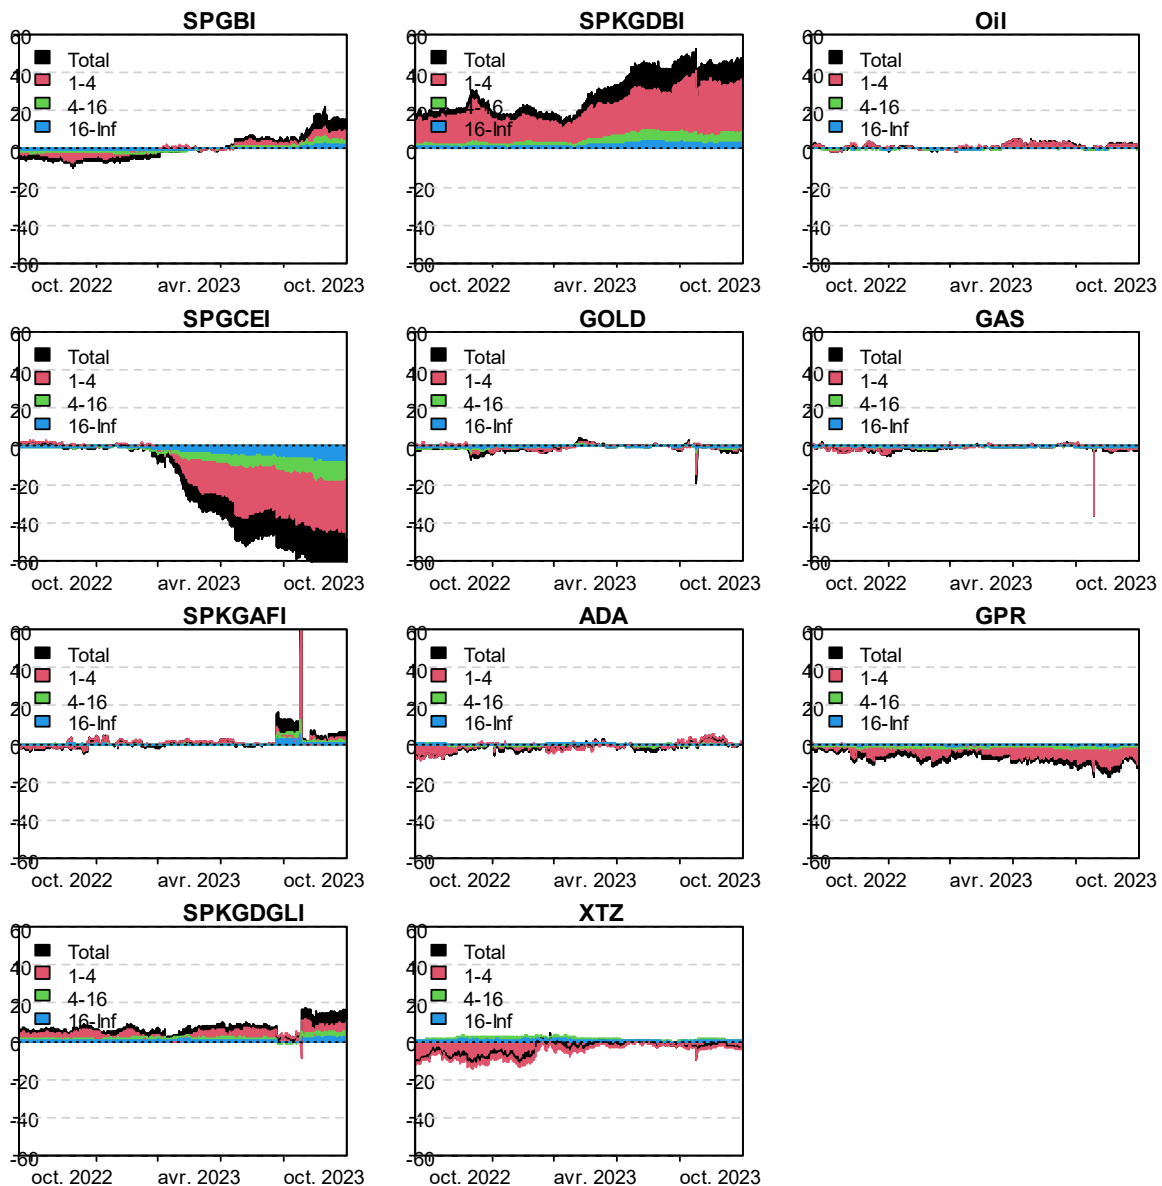 SPGBI
60
40
20
0
-20
-40
-60
Total
1-4
4-16
16-Inf
oct. 2022 avr. 2023 oct. 2023
SPKGDBI
60
40
20
0
-20
-40
-60
Total
1-4
4-16
16-Inf
oct. 2022 avr. 2023 oct. 2023
Oil
60
40
20
0
-20
-40
-60
Total
1-4
4-16
16-Inf
oct. 2022 avr. 2023 oct. 2023
SPGCEI
60
40
20
0
-20
-40
-60
Total
1-4
4-16
16-Inf
oct. 2022 avr. 2023 oct. 2023
GOLD
60
40
20
0
-20
-40
-60
Total
1-4
4-16
16-Inf
oct. 2022 avr. 2023 oct. 2023
GAS
60
40
20
0
-20
-40
-60
Total
1-4
4-16
16-Inf
oct. 2022 avr. 2023 oct. 2023
SPKGAFI
60
40
20
0
-20
-40
-60
Total
1-4
4-16
16-Inf
oct. 2022 avr. 2023 oct. 2023
ADA
60
40
20
0
-20
-40
-60
Total
1-4
4-16
16-Inf
oct. 2022 avr. 2023 oct. 2023
GPR
60
40
20
0
-20
-40
-60
Total
1-4
4-16
16-Inf
oct. 2022 avr. 2023 oct. 2023
SPKGDGLI
60
40
20
0
-20
-40
-60
Total
1-4
4-16
16-Inf
oct. 2022 avr. 2023 oct. 2023
XTZ
60
40
20
0
-20
-40
-60
Total
1-4
4-16
16-Inf
oct. 2022 avr. 2023 oct. 2023